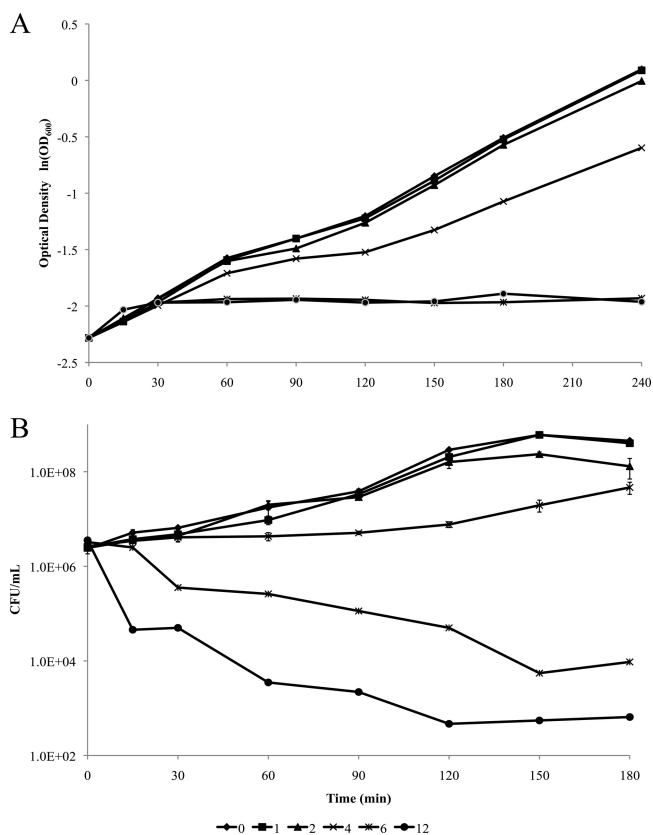 A
Optical Density ln(OD600)
0
-0.5
-1
-1.5
-2
-2.5
0 30 60 90 120 150 180 210 240
B
CFU/mL
1.0E+08
1.0E+06
1.0E+04
1.0E+02
0 30 60 90 120 150 180
Time (min)
0 1 2 4 6 12